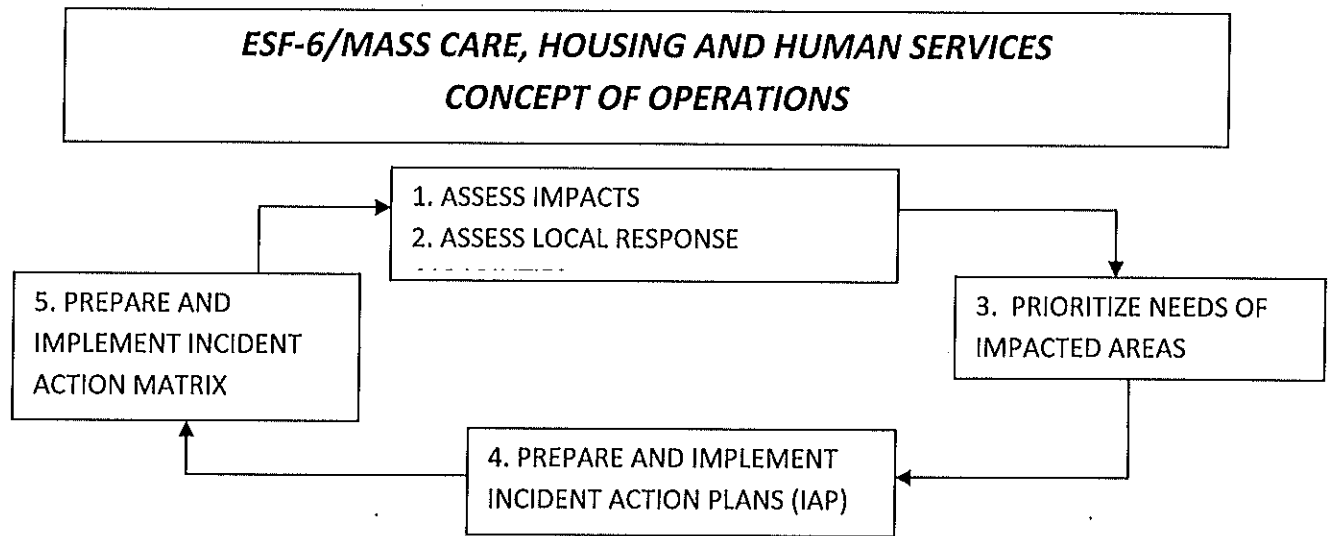 ESF-6/MASS CARE, HOUSING AND HUMAN SERVICES
CONCEPT OF OPERATIONS
1. ASSESS IMPACTS
2. ASSESS LOCAL RESPONSE
3. PRIORITIZE NEEDS OF
IMPACTED AREAS
4. PREPARE AND IMPLEMENT
INCIDENT ACTION PLANS (IAP)
5. PREPARE AND
IMPLEMENT INCIDENT
ACTION MATRIX